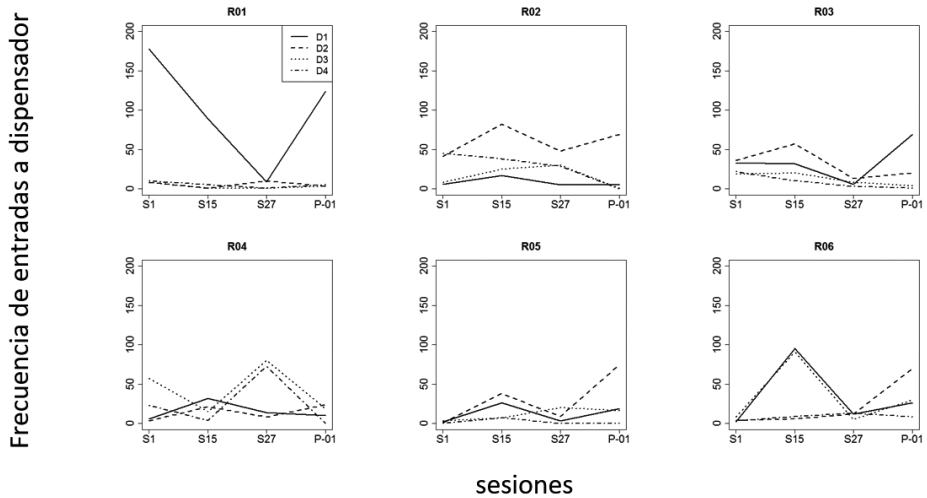 Frecuencia de entradas a dispensador
R01
200
150
100
50
0
D1
D2
D3
D4
S1 S15 S27 P-01
R02
200
150
100
50
0
S1 S15 S27 P-01
R03
200
150
100
50
0
S1 S15 S27 P-01
R04
200
150
100
50
0
S1 S15 S27 P-01
R05
200
150
100
50
0
S1 S15 S27 P-01
R06
200
150
100
50
0
S1 S15 S27 P-01
sesiones